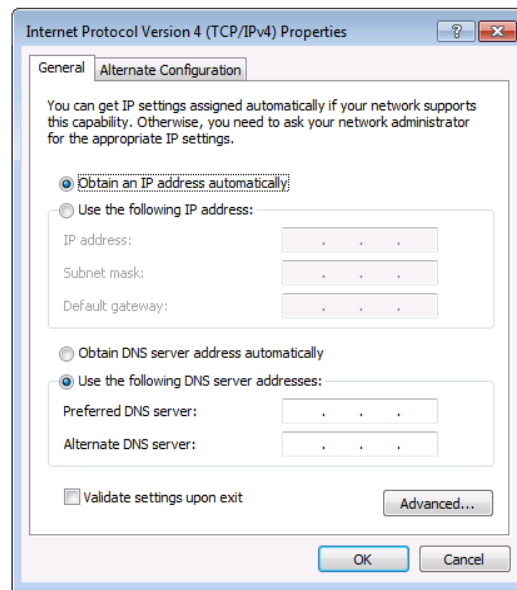 Internet Protocol Version 4 (TCP/IPv4) Properties
?
General
Alternate Configuration
You can get IP settings assigned automatically if your network supports
this capability. Otherwise, you need to ask your network administrator
for the appropriate IP settings.
Obtain an IP address automatically
Use the following IP address:
IP address:
. . .
Subnet mask:
. . .
Default gateway:
. . .
Obtain DNS server address automatically
Use the following DNS server addresses:
Preferred DNS server:
. . .
Alternate DNS server:
. . .
Validate settings upon exit
Advanced...
OK
Cancel